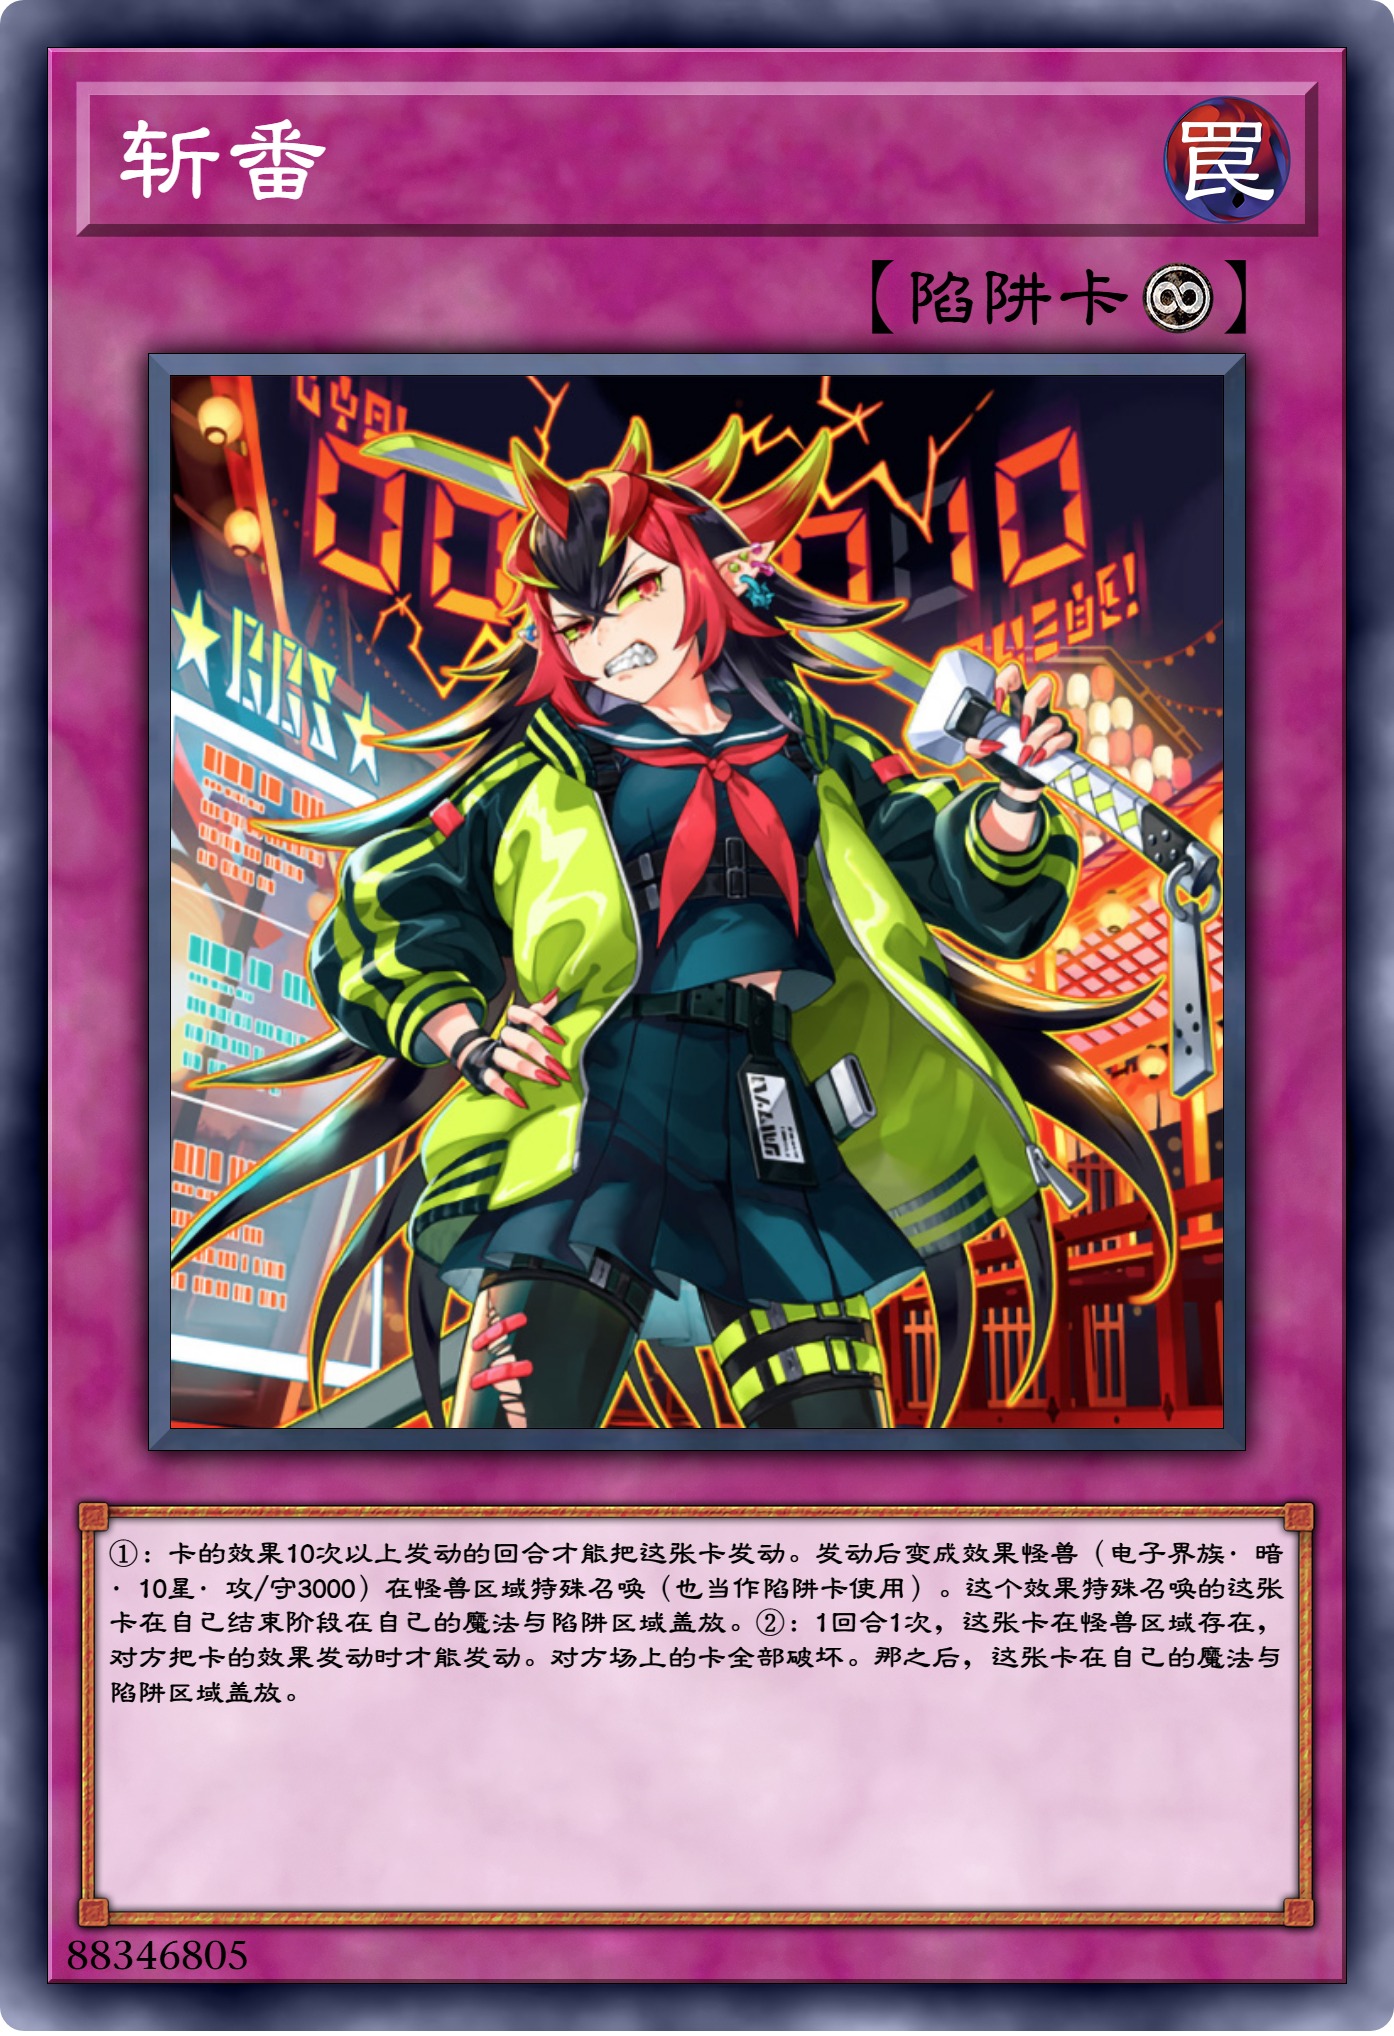 斩番
罠
【陷阱卡】
①：卡的效果10次以上发动的回合才能把这张卡发动。发动后变成效果怪兽（电子界族·暗
·10星·攻/守3000）在怪兽区域特殊召唤（也当作陷阱卡使用）。这个效果特殊召唤的这张
卡在自己结束阶段在自己的魔法与陷阱区域盖放。②：1回合1次，这张卡在怪兽区域存在，
对方把卡的效果发动时才能发动。对方场上的卡全部破坏。那之后，这张卡在自己的魔法与
陷阱区域盖放。
88346805